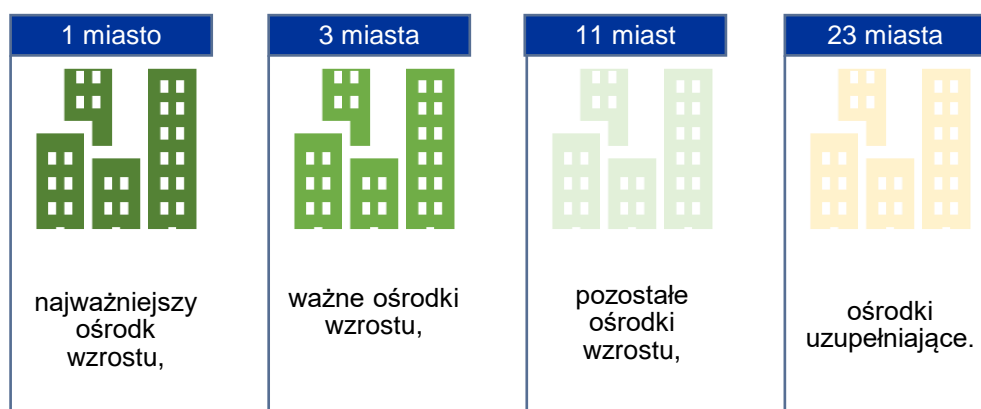 1 miasto
najważniejszy
ośrodk
wzrostu,
3 miasta
ważne ośrodki
wzrostu,
11 miast
pozostałe
ośrodki
wzrostu,
23 miasta
ośrodki
uzupełniające.